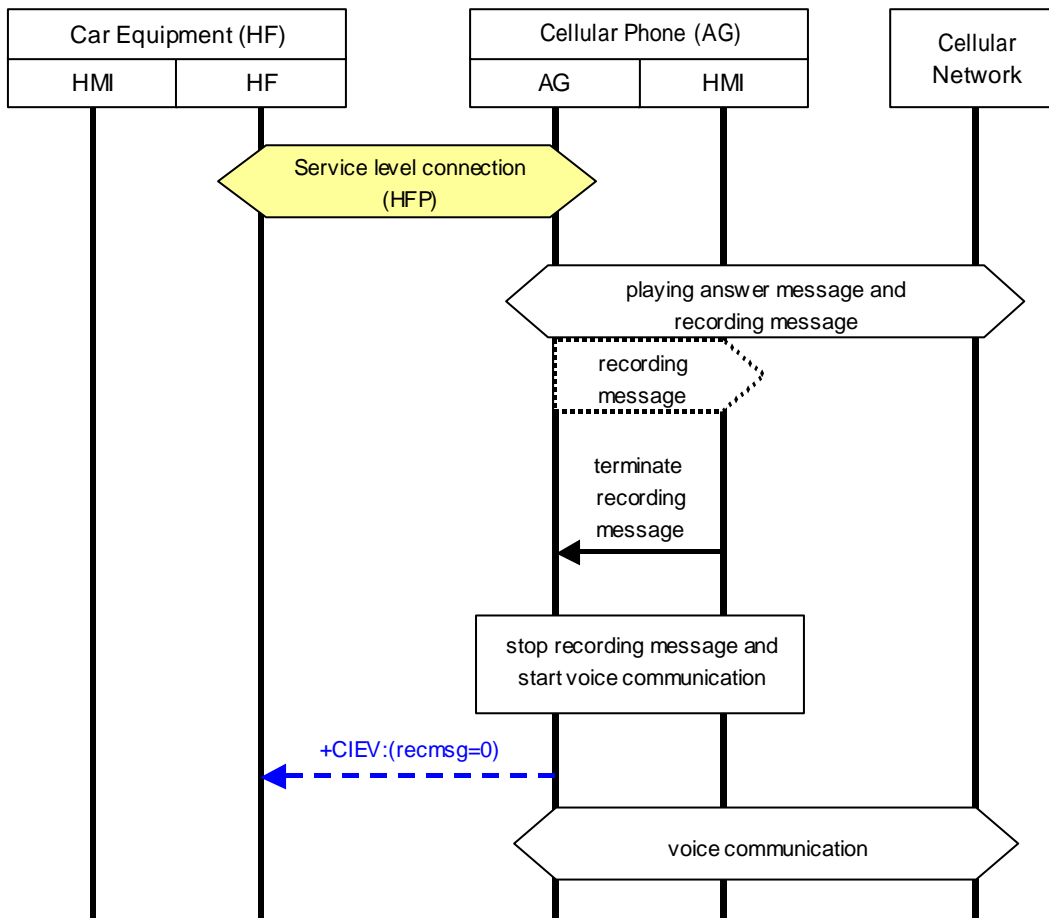 Car Equipment (HF)
HMI
HF
Cellular Phone (AG)
AG
HMI
Cellular
Network
Service level connection
(HFP)
playing answer message and
recording message
recording
message
terminate
recording
message
stop recording message and
start voice communication
+CIEV:(recmsg=0)
voice communication